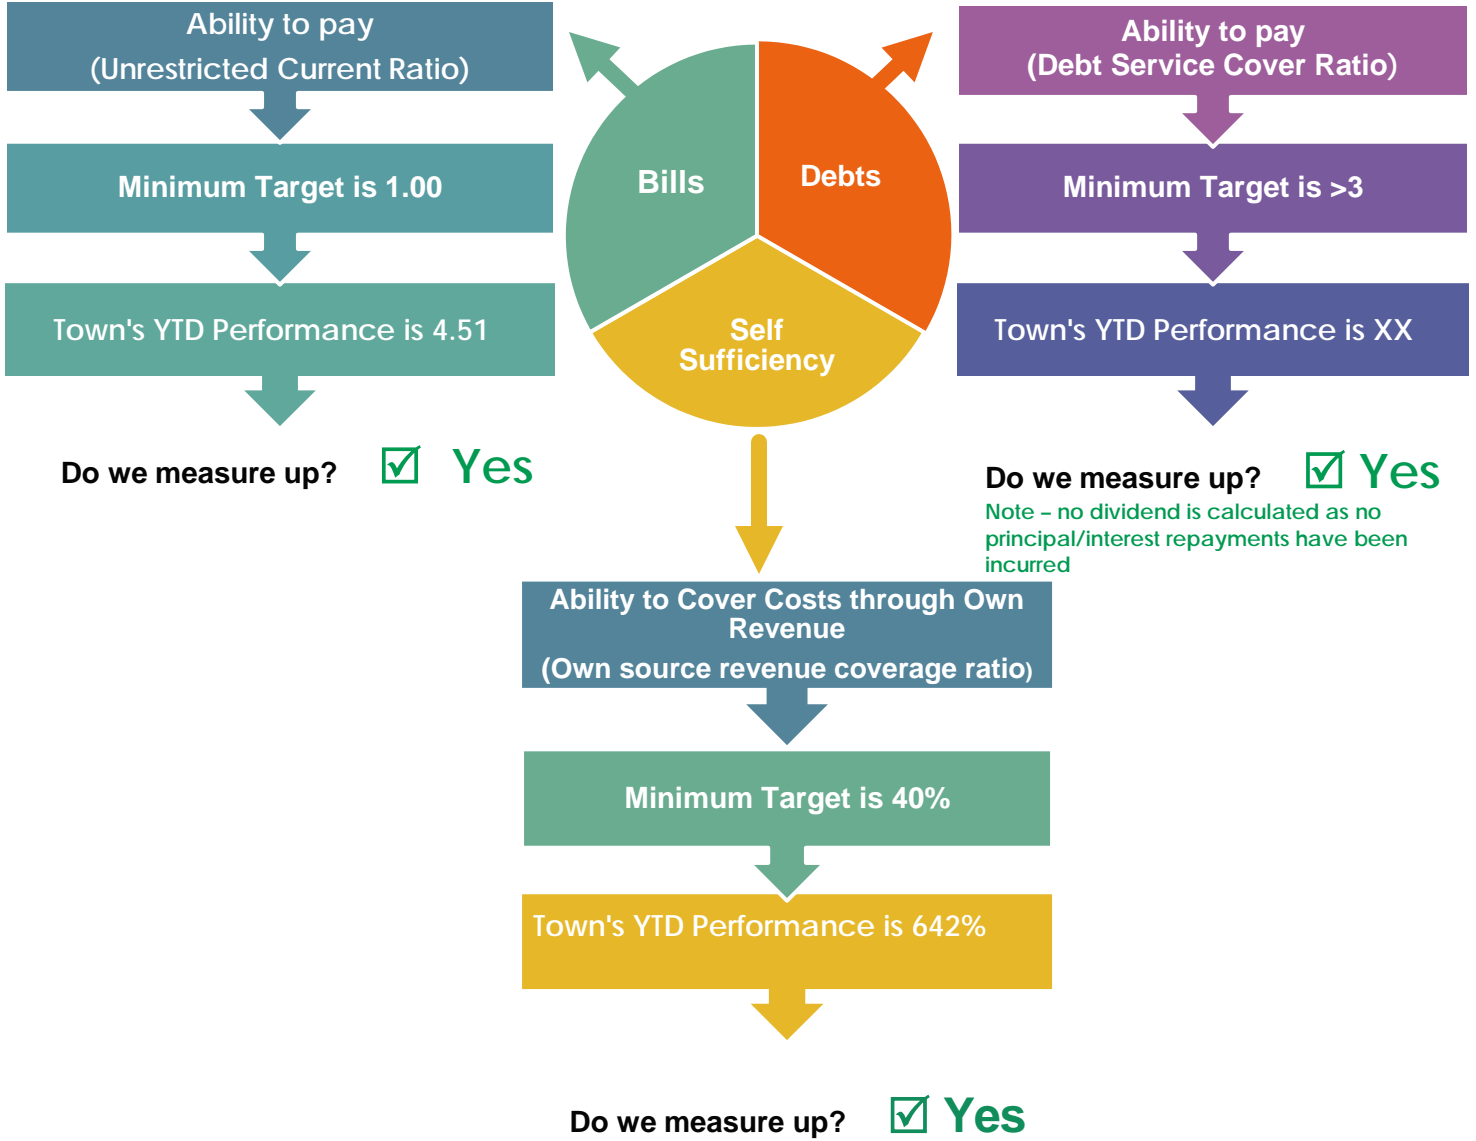 Ability to pay
(Unrestricted Current Ratio)
Minimum Target is 1.00
Town's YTD Performance is 4.51
Do we measure up? ☑ Yes
Bills
Debts
Self
Sufficiency
Ability to pay
(Debt Service Cover Ratio)
Minimum Target is >3
Town's YTD Performance is XX
Do we measure up? ☑ Yes
Note – no dividend is calculated as no
principal/interest repayments have been
incurred
Ability to Cover Costs through Own
Revenue
(Own source revenue coverage ratio)
Minimum Target is 40%
Town's YTD Performance is 642%
Do we measure up? ☑ Yes